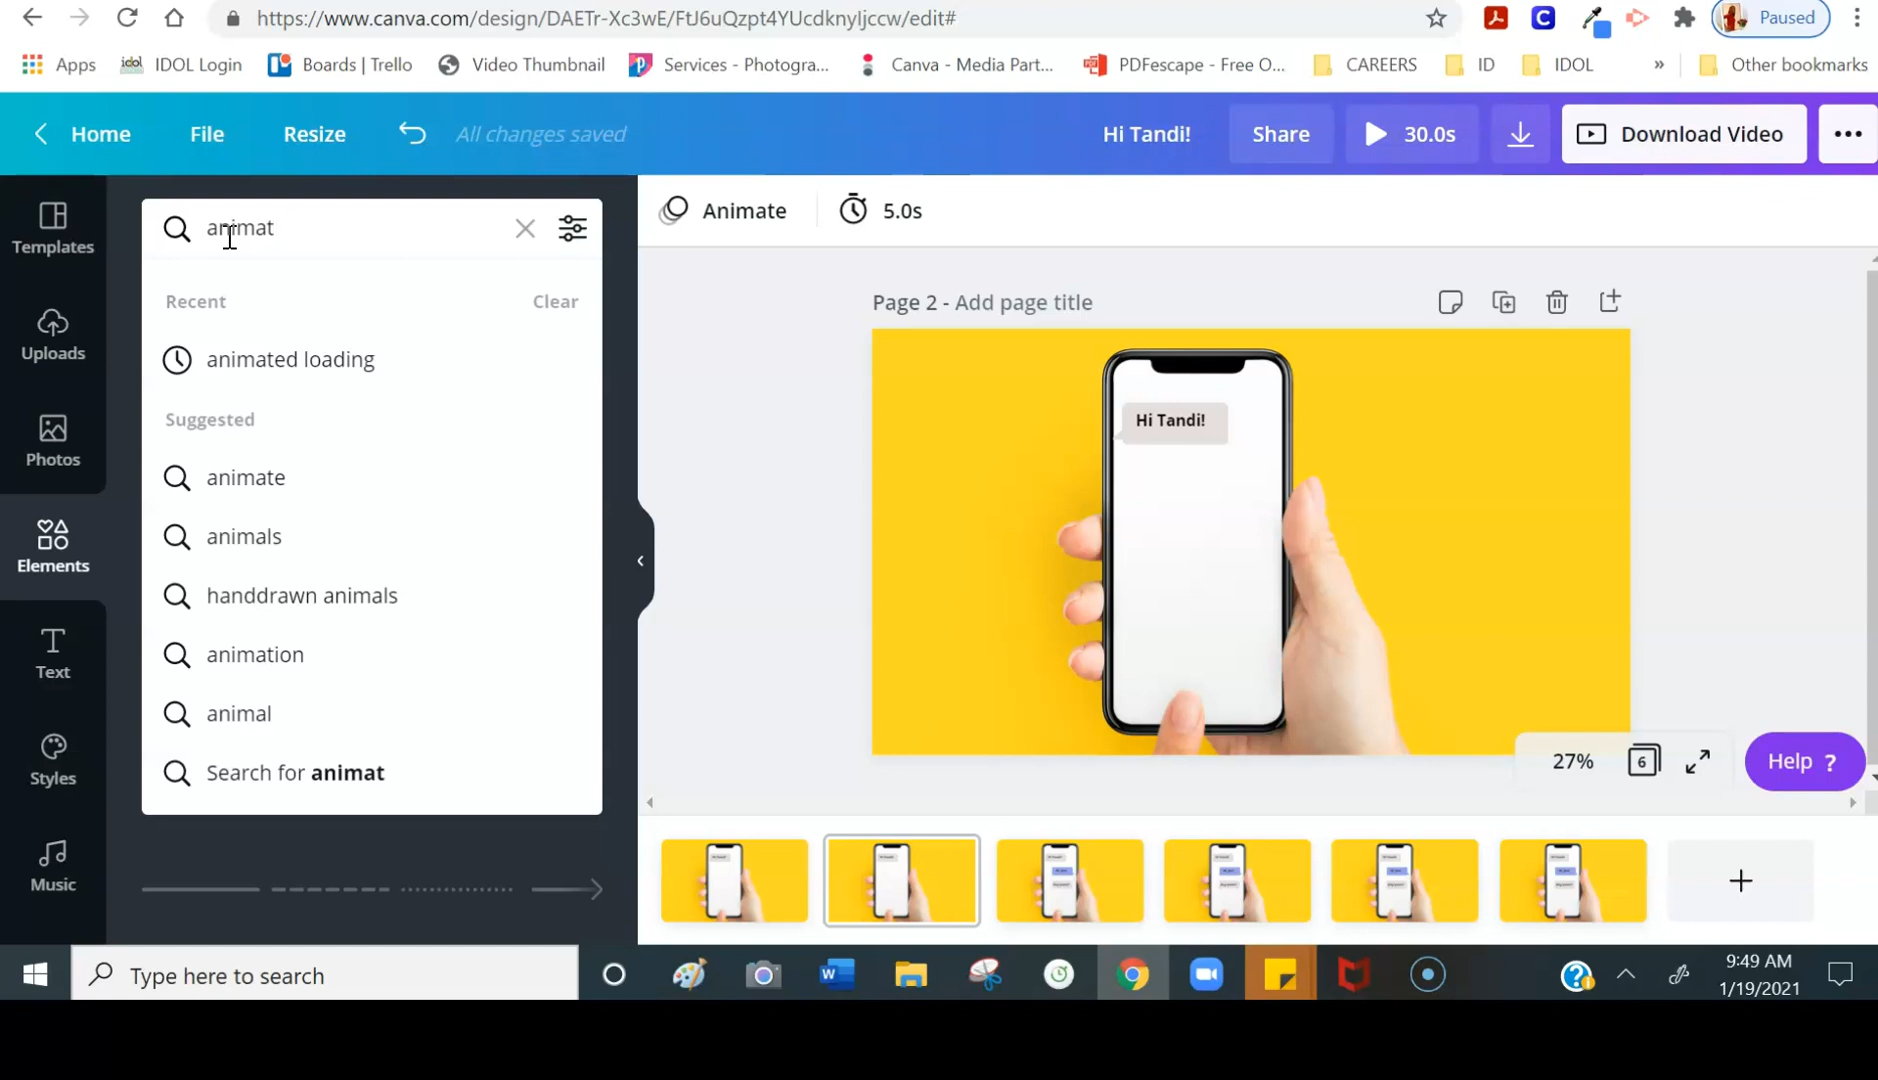 https://www.canva.com/design/DAETr-Xc3wE/FtJ6uQzpt4YUcdknyljccw/edit#
Paused
Apps
IDOL Login
Boards | Trello
Video Thumbnail
Services - Photogra...
Canva - Media Part...
PDFescape - Free O...
CAREERS
ID
IDOL
»
Other bookmarks
Home
File
Resize
All changes saved
Hi Tandi!
Share
30.0s
Download Video
Templates
Uploads
Photos
Elements
Text
Styles
Music
animat
Recent
Clear
animated loading
Suggested
animate
animals
handdrawn animals
animation
animal
Search for animat
Animate
5.0s
Page 2 - Add page title
Hi Tandi!
27%
6
Help ?
Type here to search
9:49 AM
1/19/2021